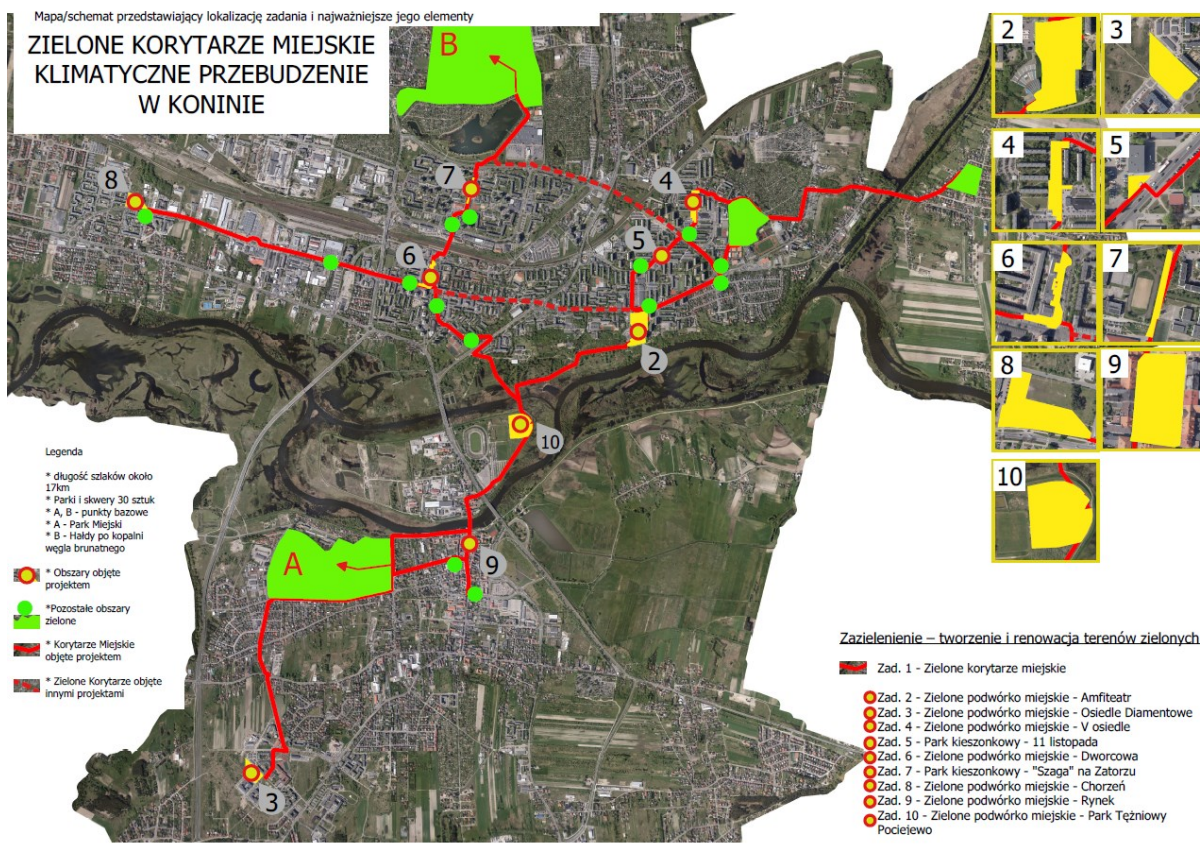 Mapa/schemat przedstawiający lokalizację zadania i najważniejsze jego elementy
ZIELONE KORYTARZE MIEJSKIE
KLIMATYCZNE PRZEBUDZENIE
W KONINIE
B
8
7
4
6
5
2
10
A
9
3
2
3
4
5
6
7
8
9
10
Legenda
* długość szlaków około
17km
* Parki i skwery 30 sztuk
* A, B - punkty bazowe
* A - Park Miejski
* B - Hałdy po kopalni
węgla brunatnego
* Obszary objęte
projektem
*Pozostałe obszary
zielone
* Korytarze Miejskie
objęte projektem
* Zielone Korytarze objęte
innymi projektami
Zazielenienie – tworzenie i renowacja terenów zielonych
Zad. 1 - Zielone korytarze miejskie
Zad. 2 - Zielone podwórko miejskie - Amfiteatr
Zad. 3 - Zielone podwórko miejskie - Osiedle Diamentowe
Zad. 4 - Zielone podwórko miejskie - V osiedle
Zad. 5 - Park kieszonkowy - 11 listopada
Zad. 6 - Zielone podwórko miejskie - Dworcowa
Zad. 7 - Park kieszonkowy - "Szaga" na Zatorzu
Zad. 8 - Zielone podwórko miejskie - Chorzeń
Zad. 9 - Zielone podwórko miejskie - Rynek
Zad. 10 - Zielone podwórko miejskie - Park Tężniowy
Pociejewo